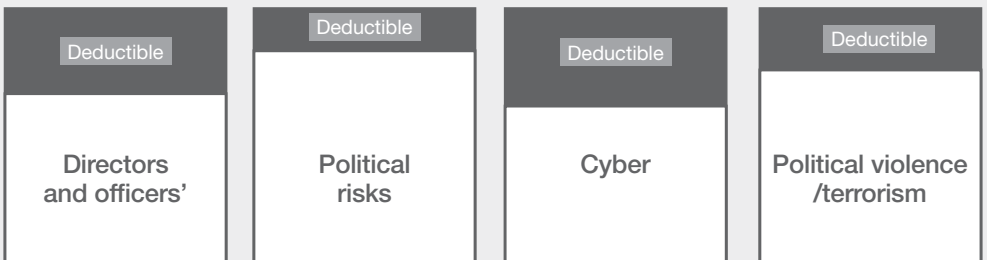 Deductible
Deductible
Deductible
Deductible
Directors
and officers’
Political
risks
Cyber
Political violence
/terrorism